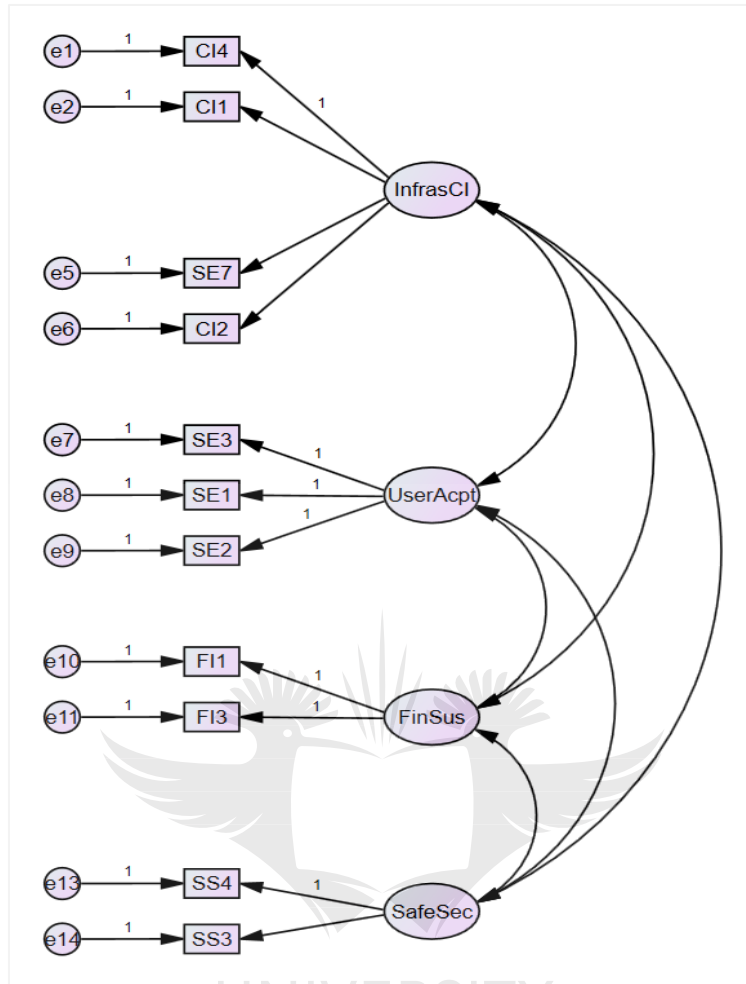 e1 1 CI4
1
e2 1 CI1
InfrasCI
e5 1 SE7
e6 1 CI2
e7 1 SE3
1
e8 1 SE1 1 UserAcpt
1
e9 1 SE2
e10 1 FI1
1
e11 1 FI3 1 FinSus
e13 1 SS4
1
SafeSec
e14 1 SS3
UNIVERSITY